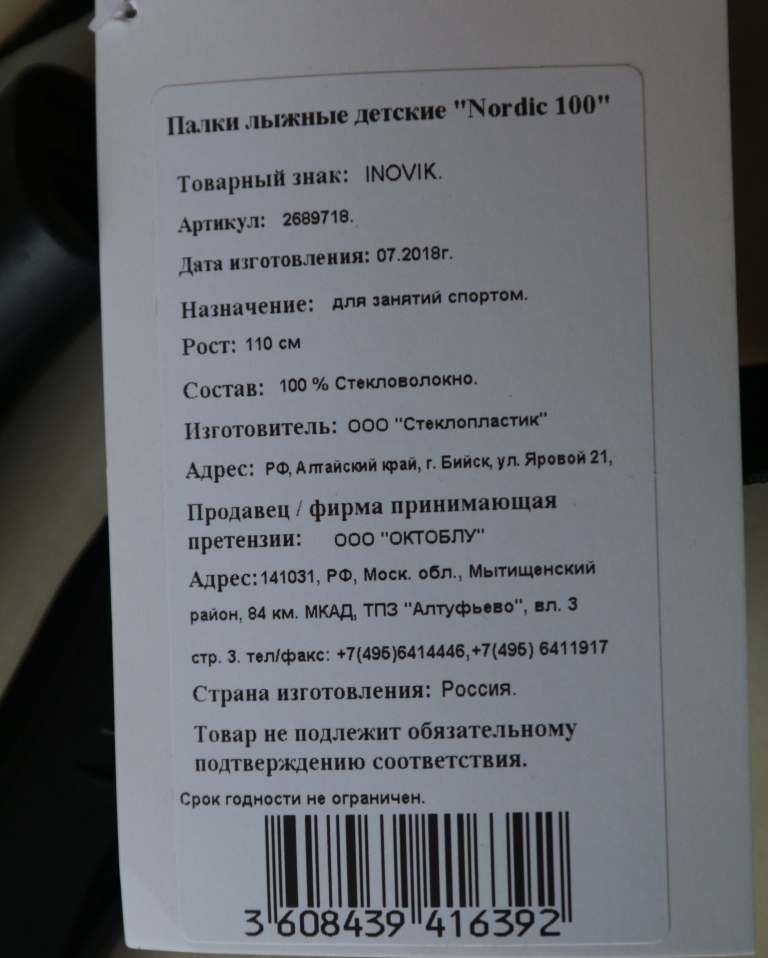 Палки лыжные детские "Nordic 100"
Товарный знак: INOVIK.
Артикул: 2689718.
Дата изготовления: 07.2018г.
Назначение: для занятий спортом.
Рост: 110 см
Состав: 100 % Стекловолокно.
Изготовитель: ООО "Стеклопластик"
Адрес: РФ, Алтайский край, г. Бийск, ул. Яровой 21,
Продавец / фирма принимающая
претензии: ООО "ОКТОБЛУ"
Адрес:141031, РФ, Моск. обл., Мытищенский
район, 84 км. МКАД, ТПЗ "Алтуфьево", вл. 3
стр. 3. тел/факс: +7(495)6414446,+7(495) 6411917
Страна изготовления: Россия.
Товар не подлежит обязательному
подтверждению соответствия.
Срок годности не ограничен.
3 608439 416392